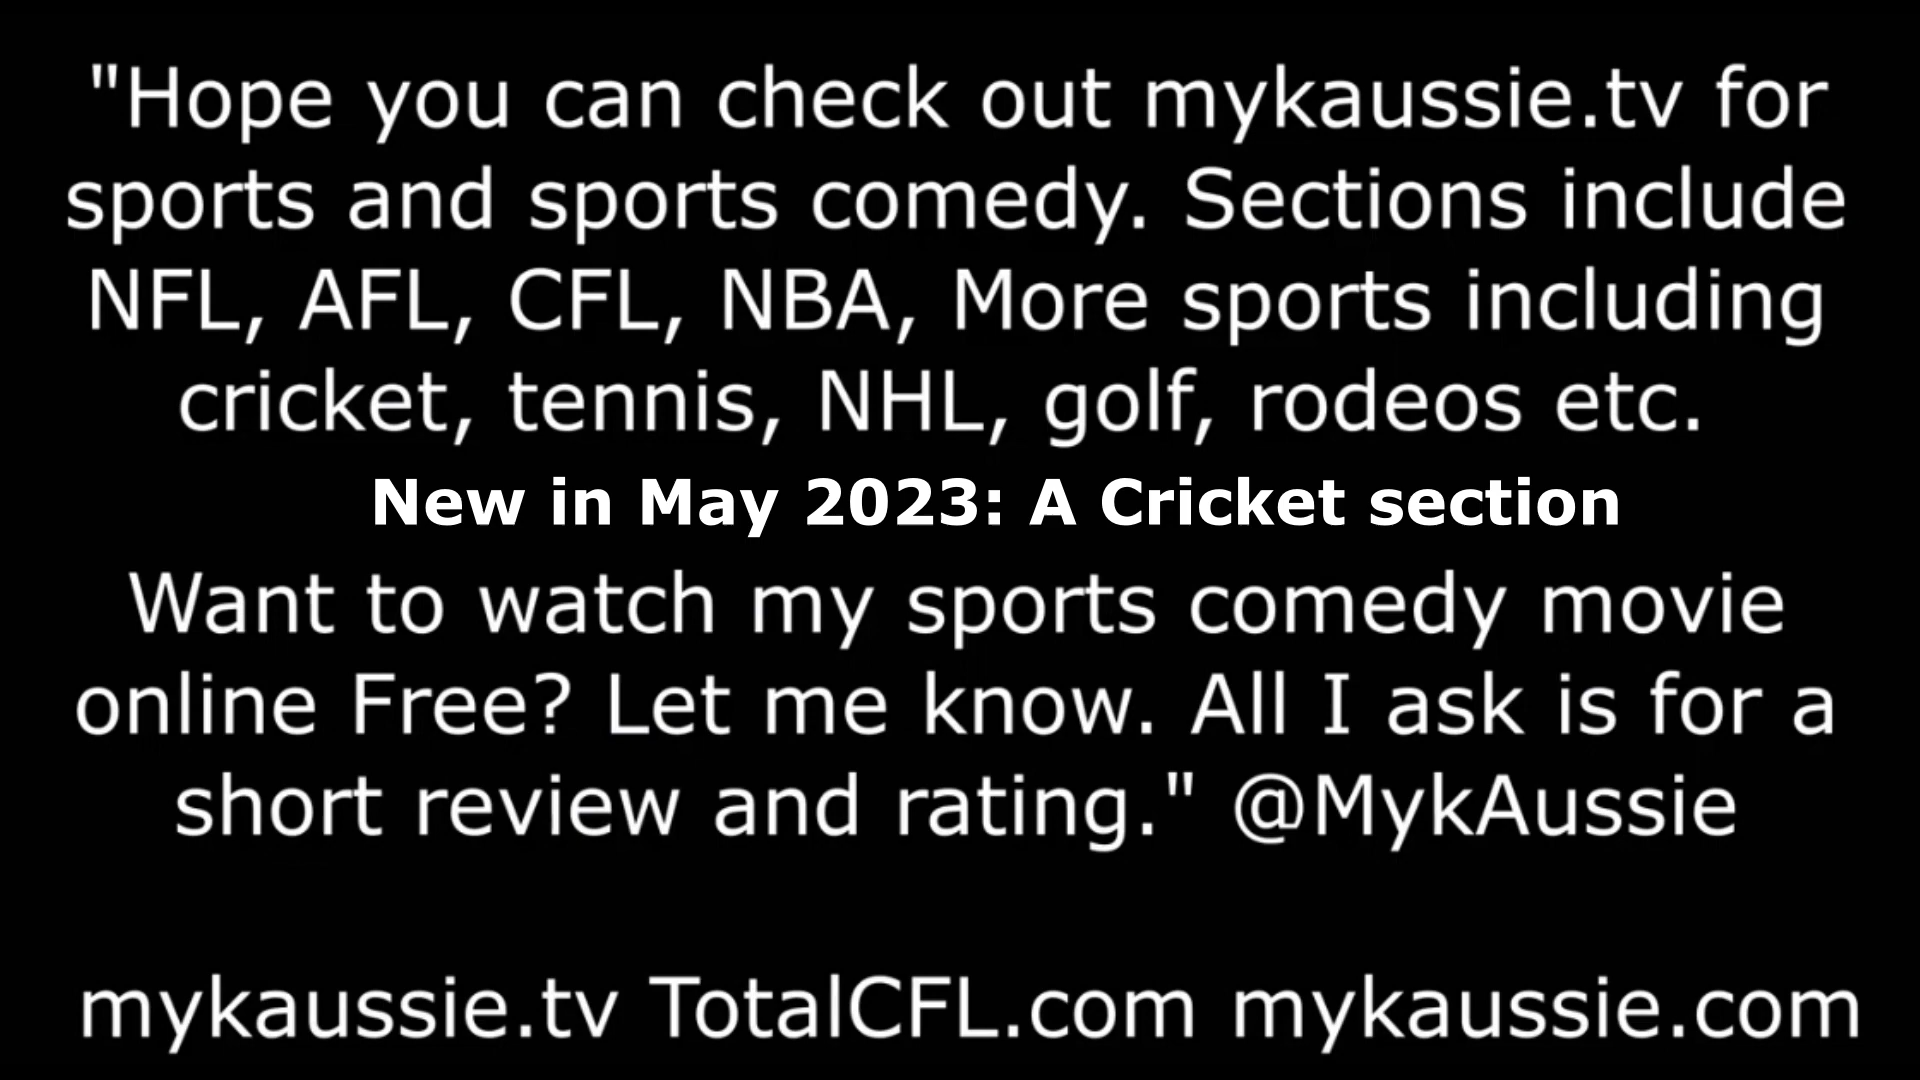 "Hope you can check out mykaussie.tv for
sports and sports comedy. Sections include
NFL, AFL, CFL, NBA, More sports including
cricket, tennis, NHL, golf, rodeos etc.
New in May 2023: A Cricket section
Want to watch my sports comedy movie
online Free? Let me know. All I ask is for a
short review and rating." @MykAussie
mykaussie.tv TotalCFL.com mykaussie.com